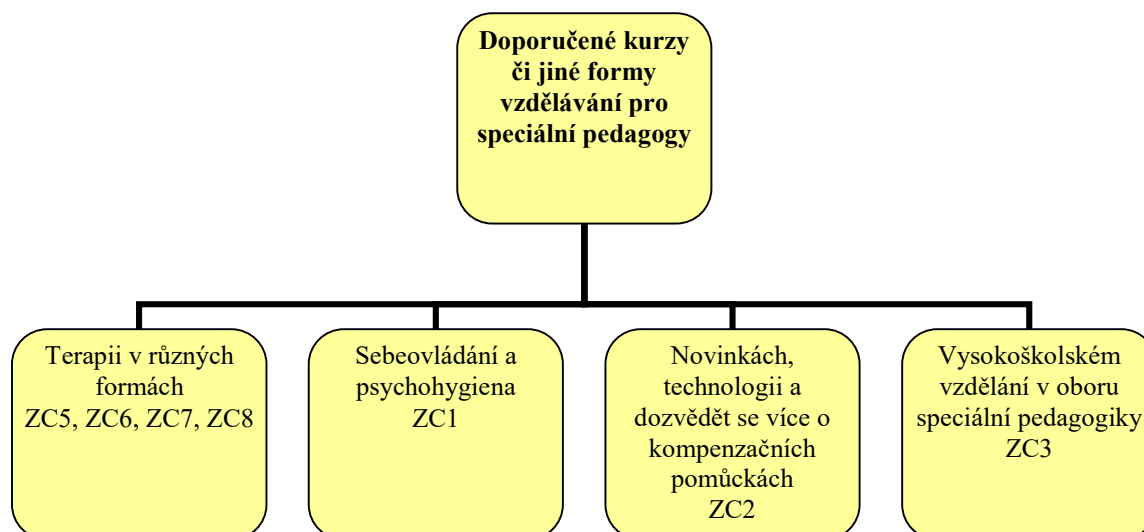 Doporučené kurzy
či jiné formy
vzdělávání pro
speciální pedagogy
Terapii v různých
formách
ZC5, ZC6, ZC7, ZC8
Sebeovládání a
psychohygiena
ZC1
Novinkách,
technologii a
dozvědět se více o
kompenzačních
pomůckách
ZC2
Vysokoškolském
vzdělání v oboru
speciální pedagogiky
ZC3